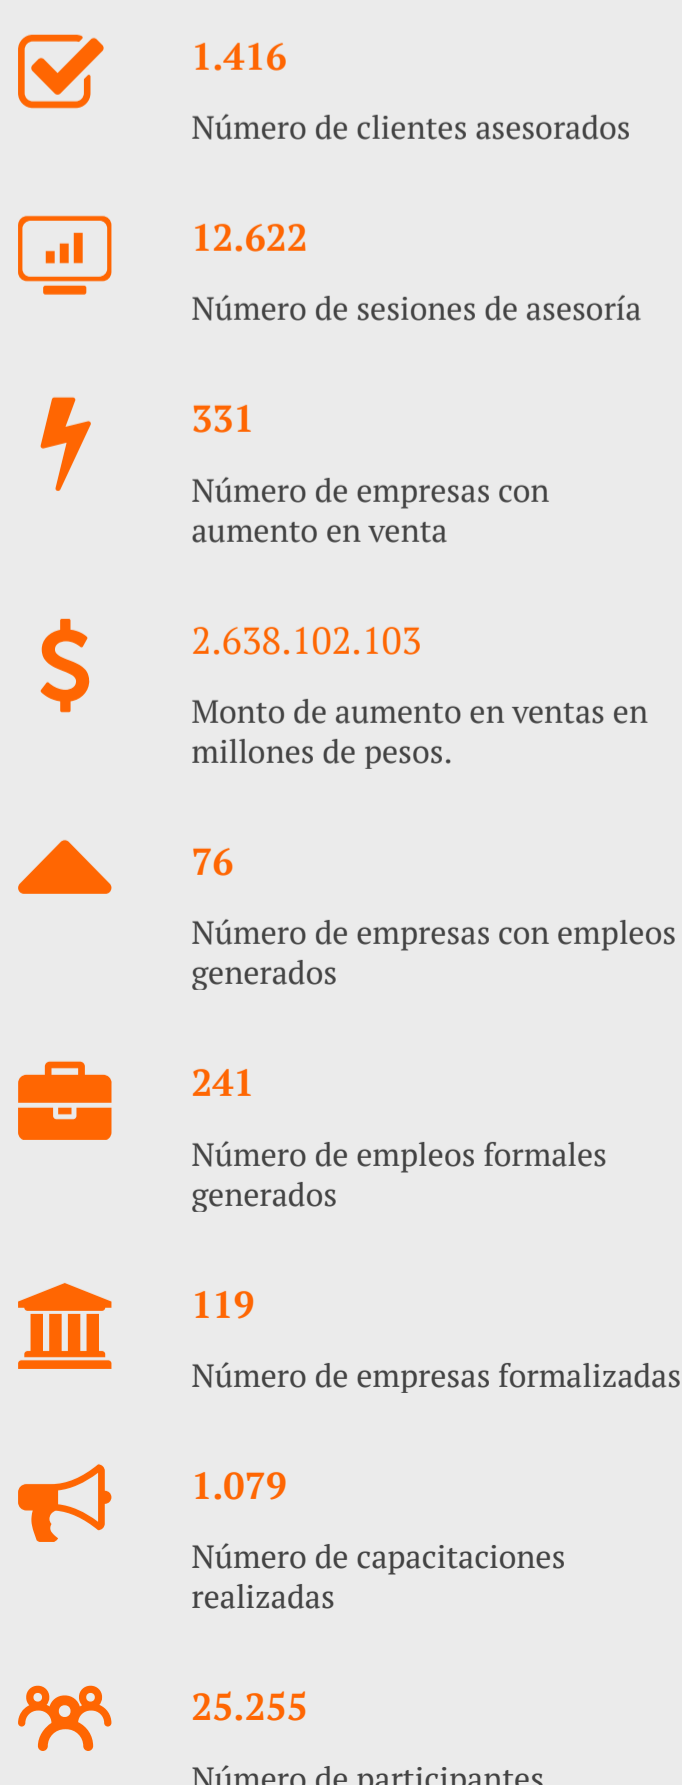 1.416
Número de clientes asesorados
12.622
Número de sesiones de asesoría
331
Número de empresas con
aumento en venta
2.638.102.103
Monto de aumento en ventas en
millones de pesos.
76
Número de empresas con empleos
generados
241
Número de empleos formales
generados
119
Número de empresas formalizadas
1.079
Número de capacitaciones
realizadas
25.255
Número de participantes